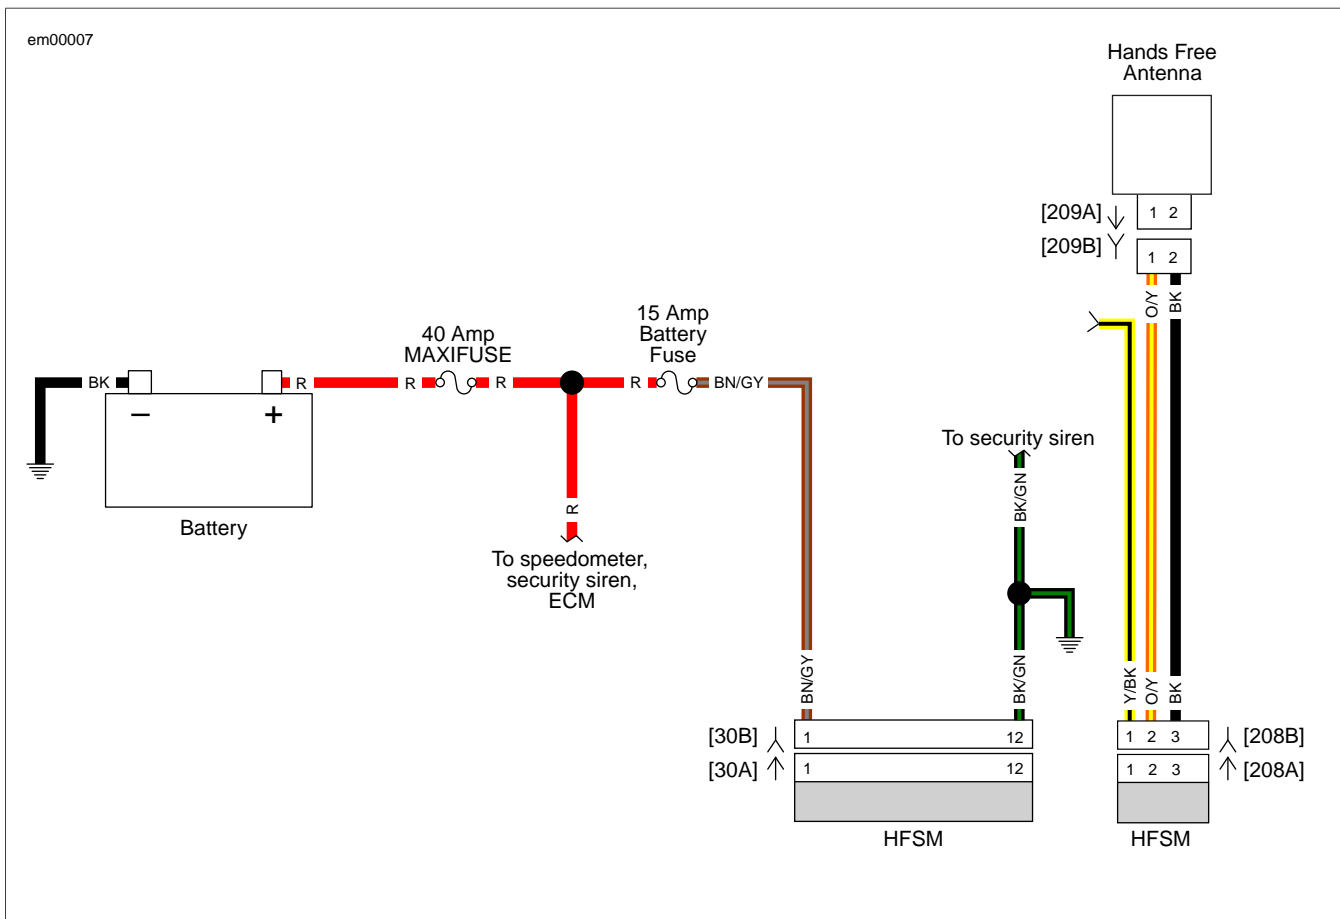 em00007
Hands Free
Antenna
[209A]
1 2
[209B]
1 2
O/Y
BK
15 Amp
Battery
Fuse
40 Amp
MAXIFUSE
BK
R
R
R
R
BN/GY
−
+
Battery
R
To speedometer,
security siren,
ECM
To security siren
BK/GN
BN/GY
BK/GN
Y/BK
O/Y
BK
[30B]
1
12
1 2 3
[208B]
[30A]
1
12
1 2 3
[208A]
HFSM
HFSM